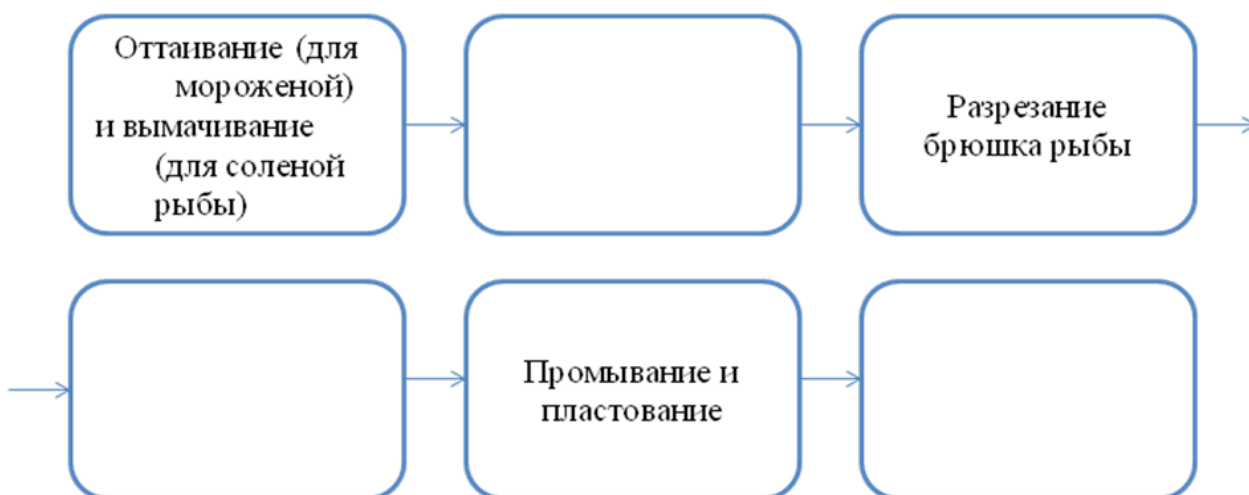 Оттаивание (для
мороженой)
и вымачивание
(для соленой
рыбы)
Разрезание
брюшка рыбы
Промывание и
пластование